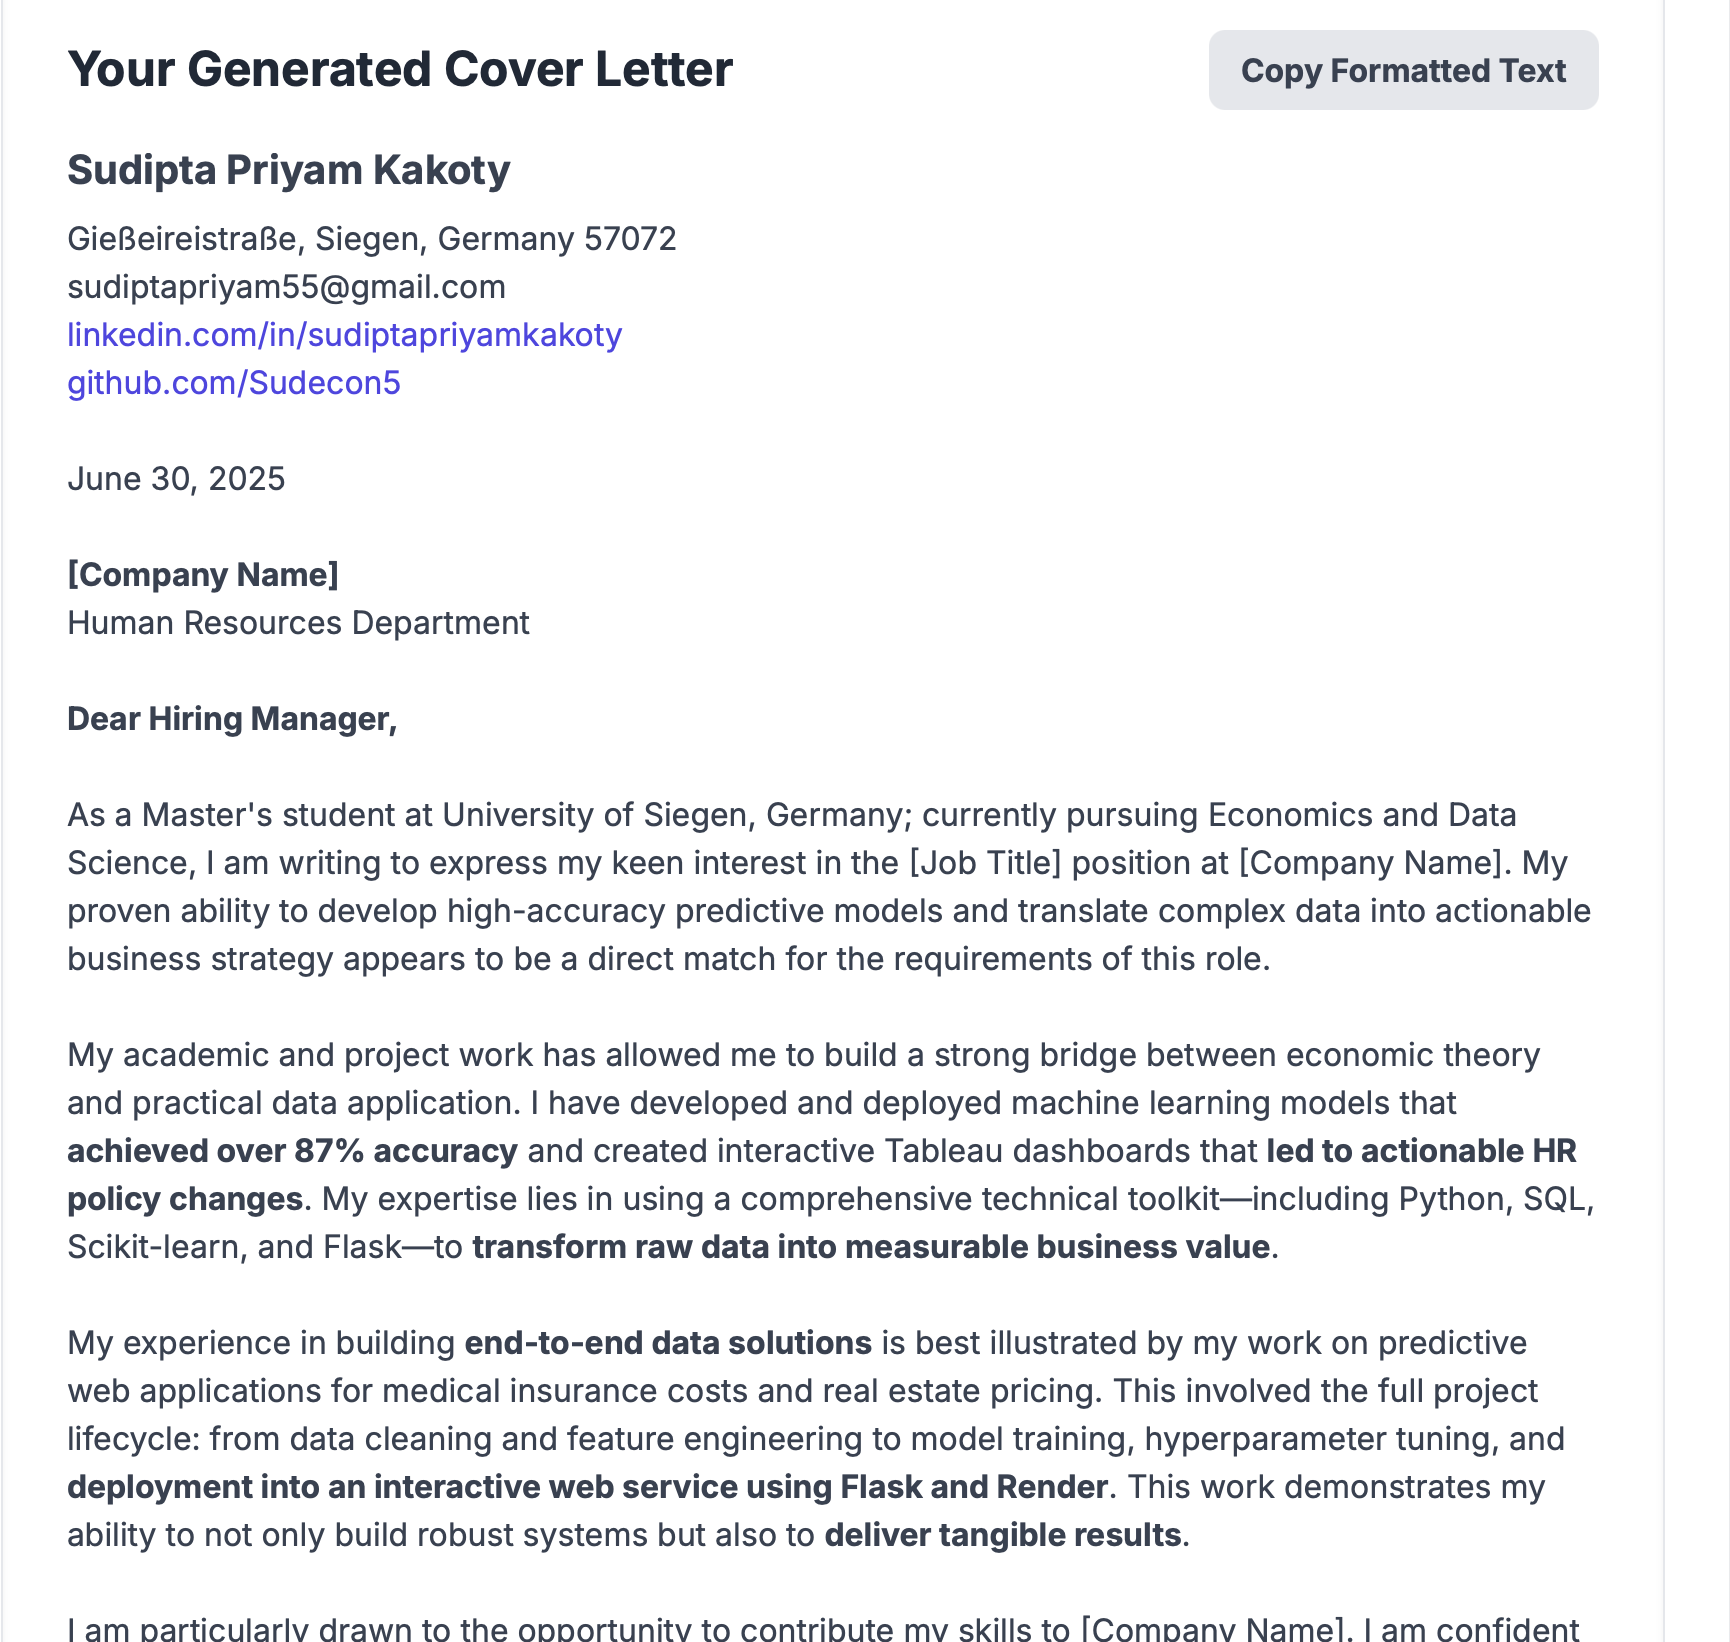 Your Generated Cover Letter
Copy Formatted Text
Sudipta Priyam Kakoty
Gießeireistraße, Siegen, Germany 57072
sudiptapriyam55@gmail.com
linkedin.com/in/sudiptapriyamkakoty
github.com/Sudecon5
June 30, 2025
[Company Name]
Human Resources Department
Dear Hiring Manager,
As a Master's student at University of Siegen, Germany; currently pursuing Economics and Data
Science, I am writing to express my keen interest in the [Job Title] position at [Company Name]. My
proven ability to develop high-accuracy predictive models and translate complex data into actionable
business strategy appears to be a direct match for the requirements of this role.
My academic and project work has allowed me to build a strong bridge between economic theory
and practical data application. I have developed and deployed machine learning models that
achieved over 87% accuracy and created interactive Tableau dashboards that led to actionable HR
policy changes. My expertise lies in using a comprehensive technical toolkit—including Python, SQL,
Scikit-learn, and Flask—to transform raw data into measurable business value.
My experience in building end-to-end data solutions is best illustrated by my work on predictive
web applications for medical insurance costs and real estate pricing. This involved the full project
lifecycle: from data cleaning and feature engineering to model training, hyperparameter tuning, and
deployment into an interactive web service using Flask and Render. This work demonstrates my
ability to not only build robust systems but also to deliver tangible results.
I am particularly drawn to the opportunity to contribute my skills to [Company Name]. I am confident